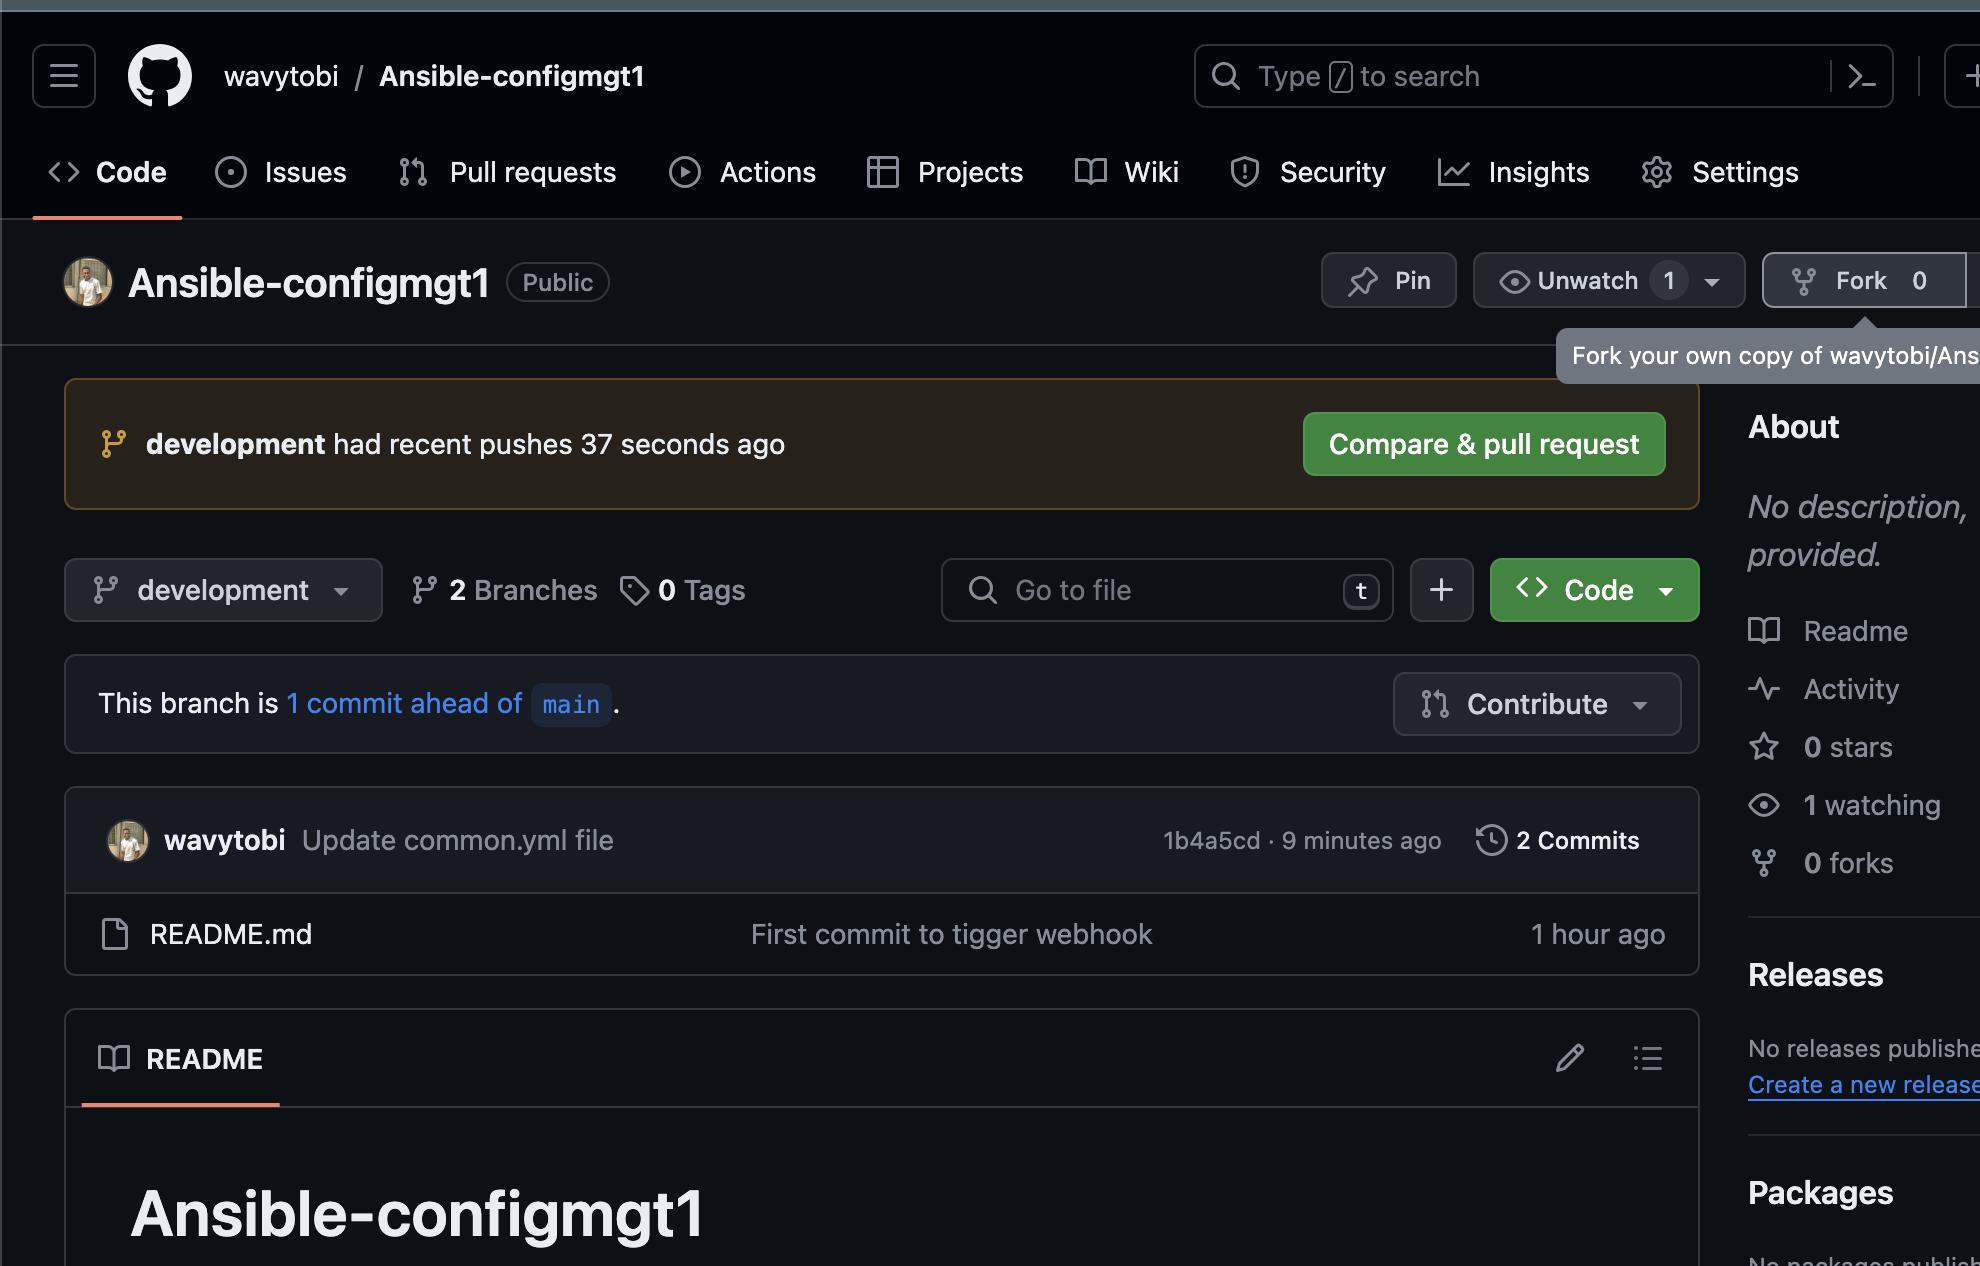 wavytobi / Ansible-configmgt1
Type / to search
Code Issues Pull requests Actions Projects Wiki Security Insights Settings
Ansible-configmgt1 Public
Pin Unwatch 1 Fork 0
Fork your own copy of wavytobi/Ans
development had recent pushes 37 seconds ago
Compare & pull request
development 2 Branches 0 Tags
Go to file t + Code
This branch is 1 commit ahead of main .
Contribute
wavytobi Update common.yml file 1b4a5cd · 9 minutes ago 2 Commits
README.md First commit to tigger webhook 1 hour ago
README
Ansible-configmgt1
About
No description,
provided.
Readme
Activity
0 stars
1 watching
0 forks
Releases
No releases publishe
Create a new release
Packages
No packages publish